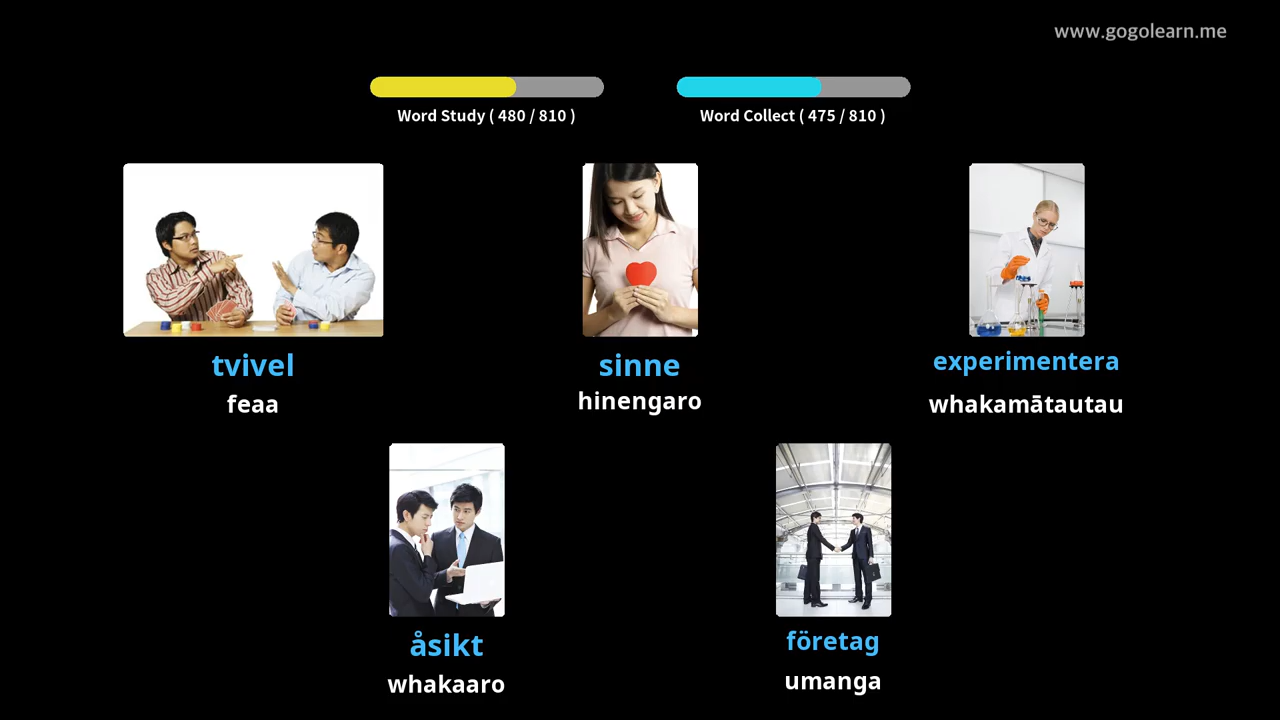 www.gogolearn.me
Word Study ( 480 / 810 )
Word Collect ( 475 / 810 )
tvivel
feaa
sinne
hinengaro
experimentera
whakamātautau
åsikt
whakaaro
företag
umanga